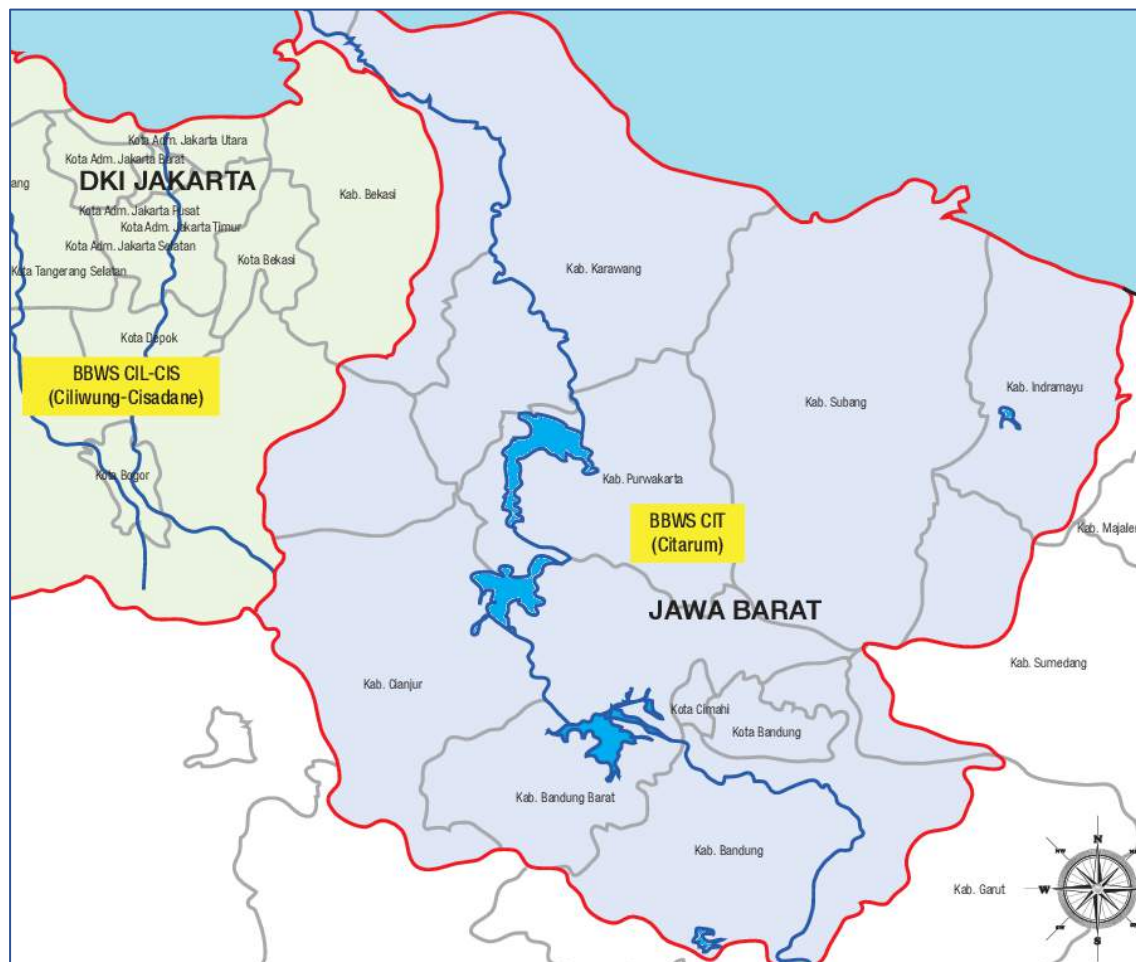 Kota Adm. Jakarta Utara
Kota Adm. Jakarta Barat
DKI JAKARTA
ang
Kab. Bekasi
Kota Adm. Jakarta Pusat
Kota Adm. Jakarta Timur
Kota Adm. Jakarta Selatan
Kota Bekasi
Kota Tangerang Selatan
Kab. Karawang
Kota Depok
BBWS CIL-CIS
(Ciliwung-Cisadane)
Kab. Subang
Kab. Indramayu
Kota Bogor
Kab. Purwakarta
BBWS CIT
(Citarum)
Kab. Majalen
JAWA BARAT
Kab. Sumedang
Kab. Cianjur
Kota Cimahi
Kota Bandung
Kab. Bandung Barat
Kab. Bandung
Kab. Garut
N
W
S